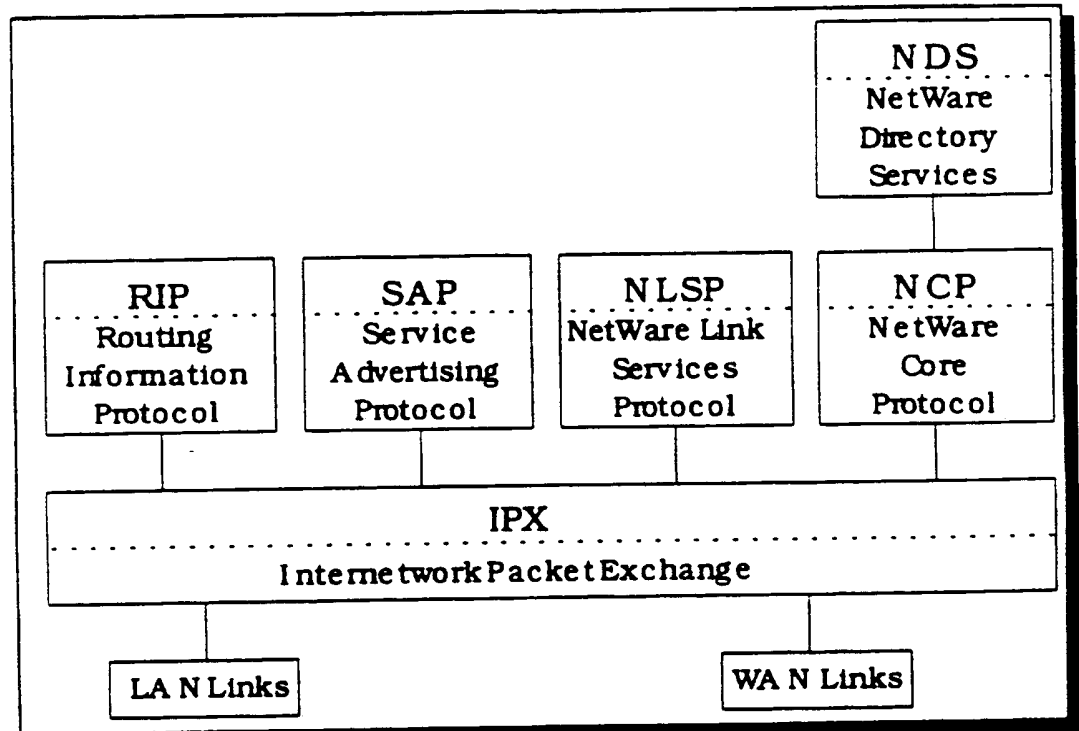 NDS
NetWare
Directory
Services
RIP
Routing
Information
Protocol
SAP
Service
Advertising
Protocol
NLSP
NetWare Link
Services
Protocol
NCP
NetWare
Core
Protocol
IPX
Internetwork Packet Exchange
LAN Links
WAN Links